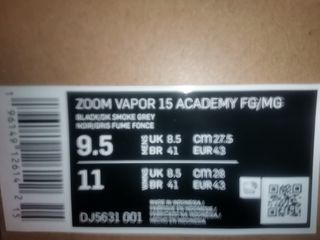 ZOOM VAPOR 15 ACADEMY FG/MG
BLACK/DK SMOKE GREY
NOIR/GRIS FUME FONCE
9.5 UK 8.5 CM 27.5
BR 41 EUR 43
11 UK 8.5 CM 28
BR 41 EUR 43
DJ5631 001
MADE IN INDONESIA